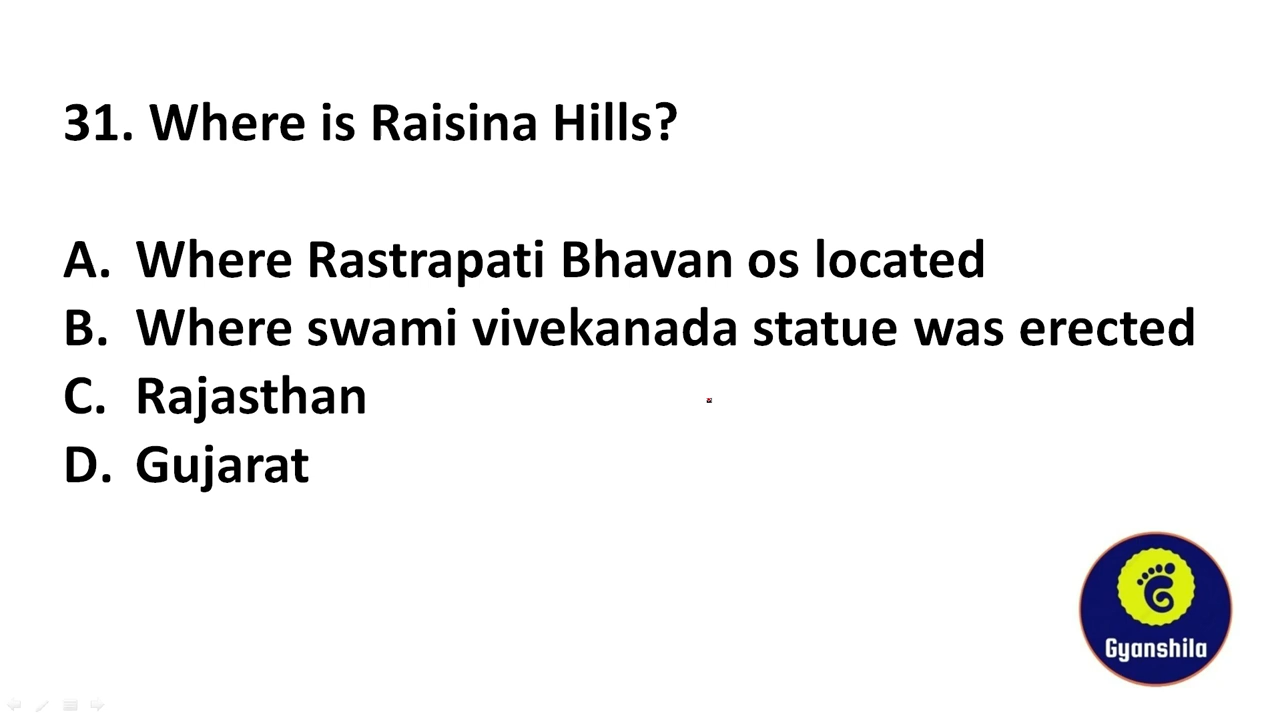 31. Where is Raisina Hills?
A. Where Rastrapati Bhavan os located
B. Where swami vivekanada statue was erected
C. Rajasthan
D. Gujarat
Gyanshila